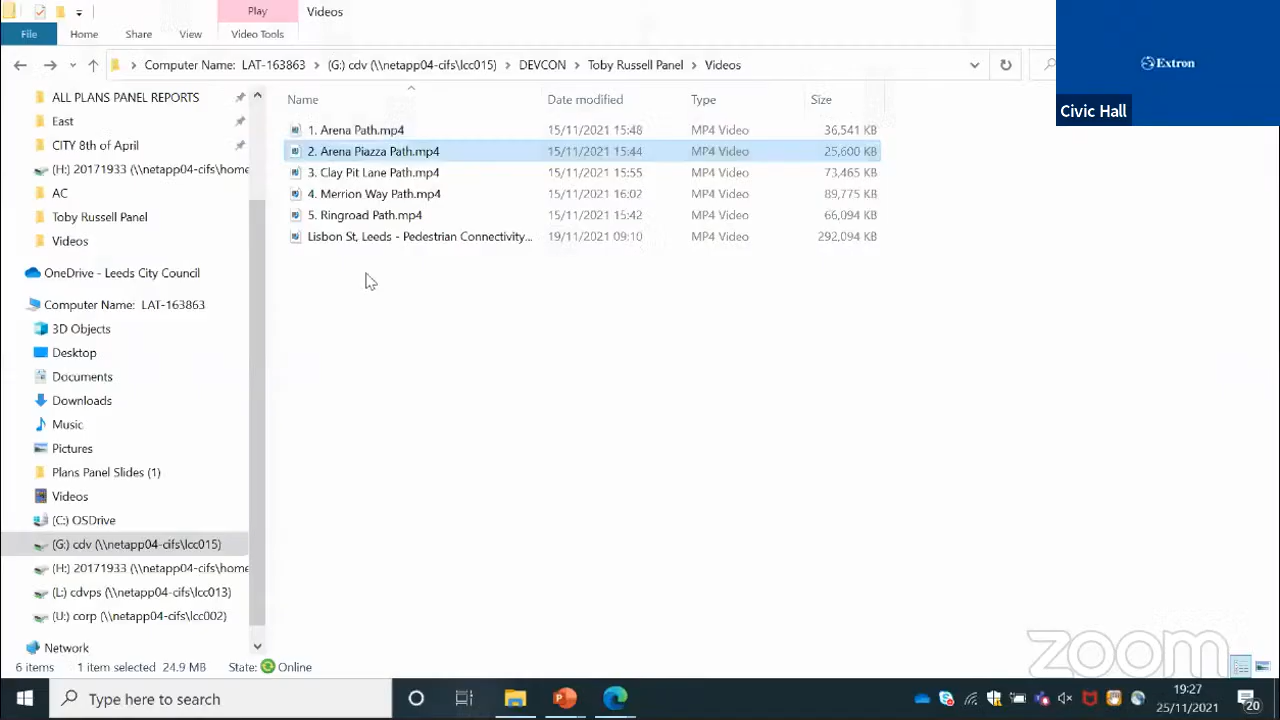 Play
Videos
File
Home
Share
View
Video Tools
Computer Name: LAT-163863 > (G:) cdv (\\netapp04-cifs\lcc015) > DEVCON > Toby Russell Panel > Videos
Extron
Civic Hall
ALL PLANS PANEL REPORTS
East
CITY 8th of April
(H:) 20171933 (\\netapp04-cifs\home
AC
Toby Russell Panel
Videos
OneDrive - Leeds City Council
Computer Name: LAT-163863
3D Objects
Desktop
Documents
Downloads
Music
Pictures
Plans Panel Slides (1)
Videos
(C:) OSDrive
(G:) cdv (\\netapp04-cifs\lcc015)
(H:) 20171933 (\\netapp04-cifs\home
(L:) cdvps (\\netapp04-cifs\lcc013)
(U:) corp (\\netapp04-cifs\lcc002)
Network
Name Date modified Type Size
1. Arena Path.mp4 15/11/2021 15:48 MP4 Video 36,541 KB
2. Arena Piazza Path.mp4 15/11/2021 15:44 MP4 Video 25,600 KB
3. Clay Pit Lane Path.mp4 15/11/2021 15:55 MP4 Video 73,465 KB
4. Merrion Way Path.mp4 15/11/2021 16:02 MP4 Video 89,775 KB
5. Ringroad Path.mp4 15/11/2021 15:42 MP4 Video 66,094 KB
Lisbon St, Leeds - Pedestrian Connectivity... 19/11/2021 09:10 MP4 Video 292,094 KB
zoom
6 items 1 item selected 24.9 MB State: Online
Type here to search
19:27
25/11/2021
20